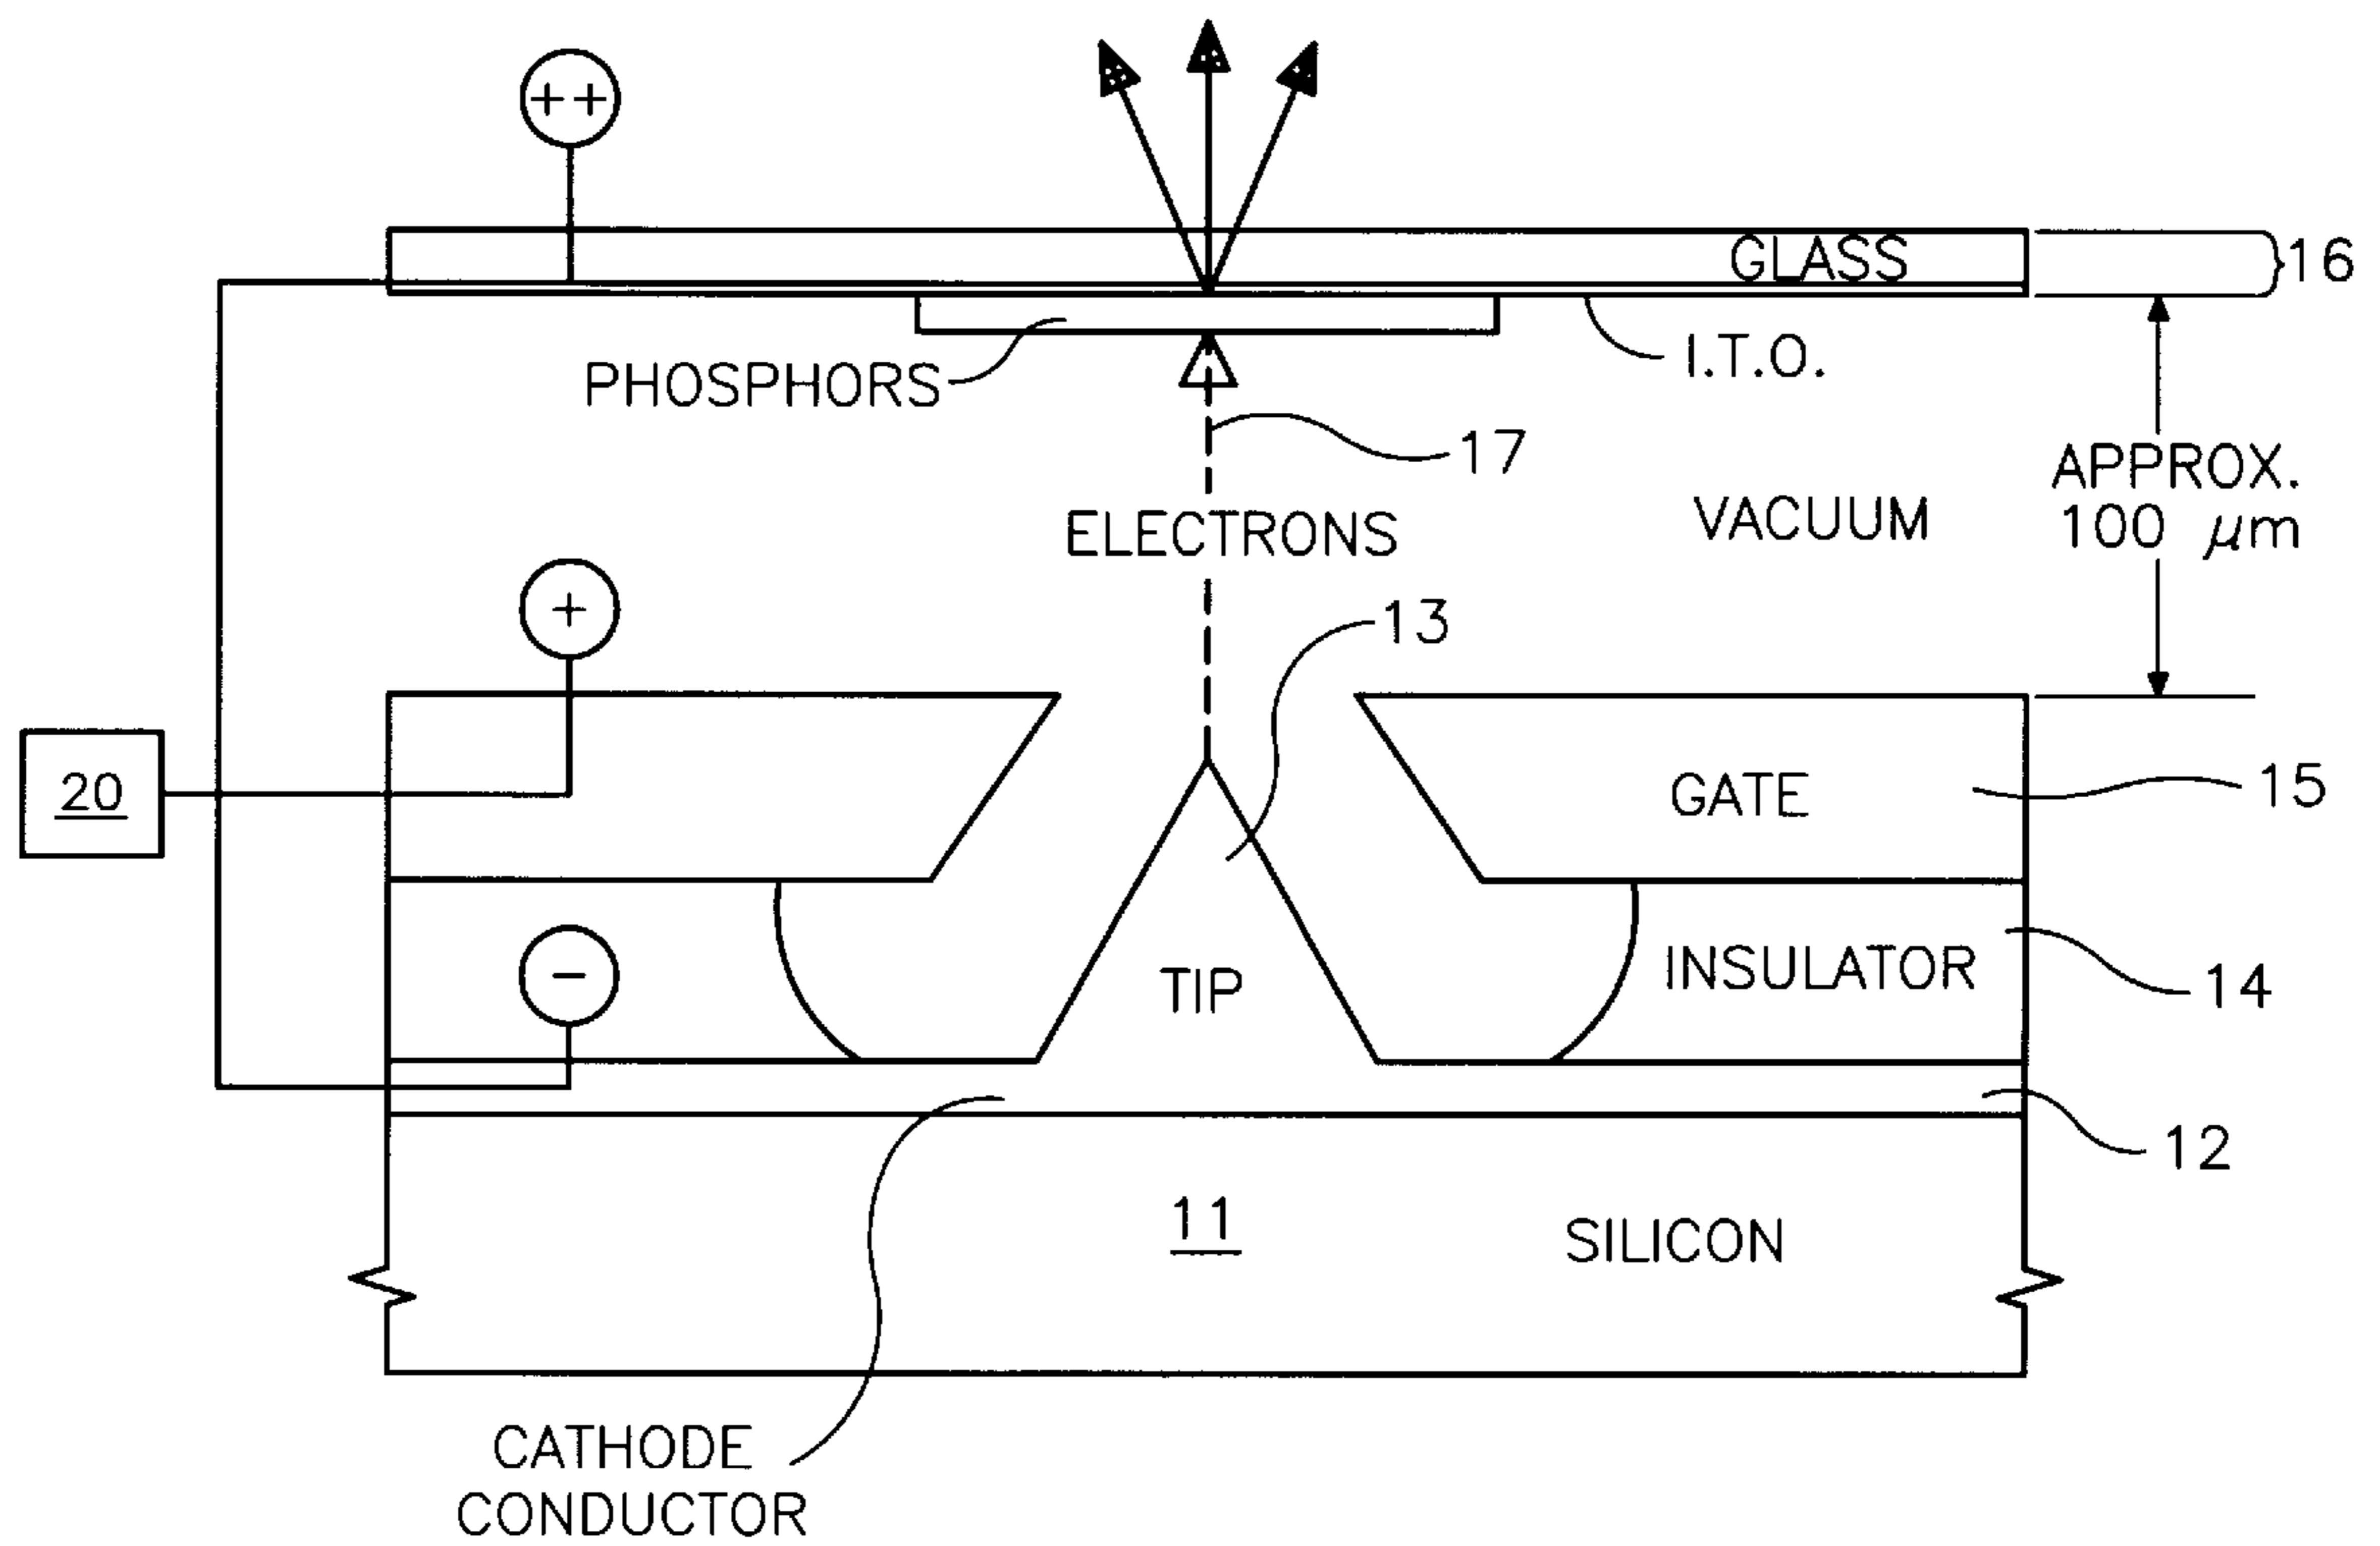 ++
GLASS
16
PHOSPHORS
I.T.O.
17
APPROX.
100 μm
ELECTRONS
VACUUM
+
13
20
GATE
15
−
TIP
INSULATOR
14
12
11
SILICON
CATHODE
CONDUCTOR